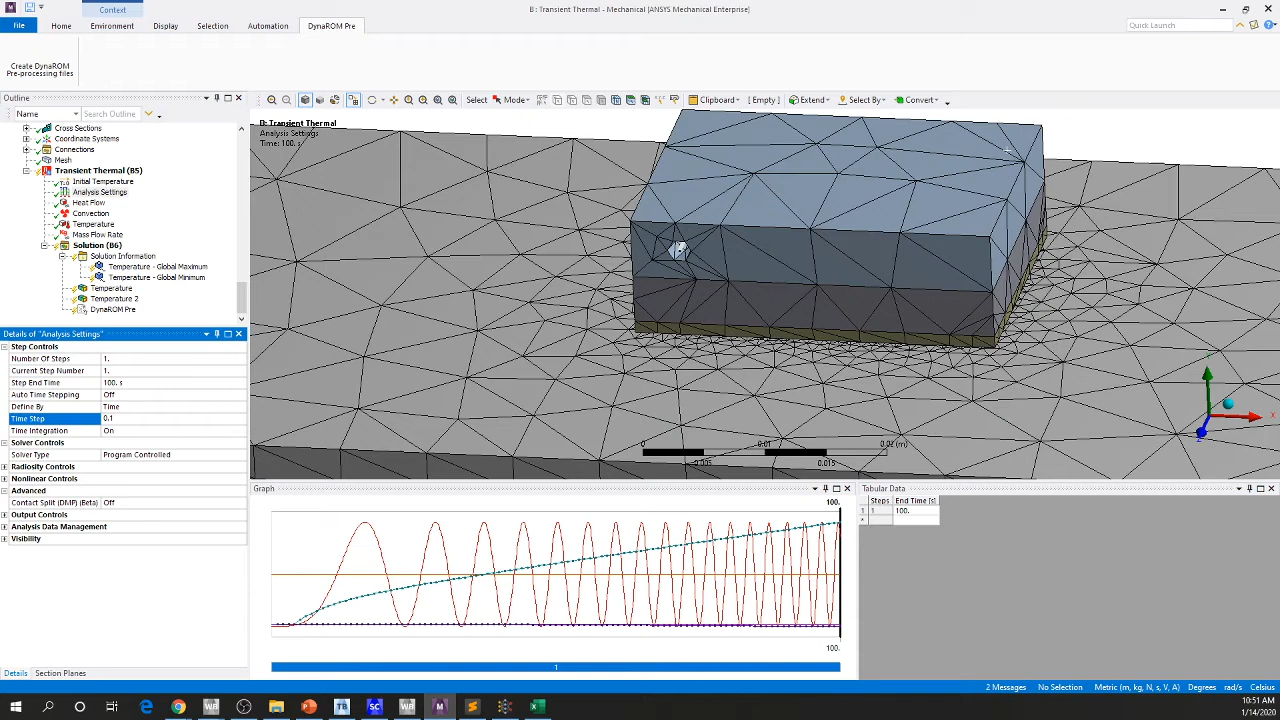 Context
B : Transient Thermal - Mechanical [ANSYS Mechanical Enterprise]
File
Home
Environment
Display
Selection
Automation
DynaROM Pre
Quick Launch
Create DynaROM
Pre-processing files
Outline
Name
Search Outline
Select
Mode
Clipboard
[ Empty ]
Extend
Select By
Convert
Cross Sections
Coordinate Systems
Connections
Mesh
Transient Thermal (B5)
Initial Temperature
Analysis Settings
Heat Flow
Convection
Temperature
Mass Flow Rate
Solution (B6)
Solution Information
Temperature - Global Maximum
Temperature - Global Minimum
Temperature
Temperature 2
DynaROM Pre
B: Transient Thermal
Analysis Settings
Time: 100. s
0
0.005
0.01
0.015
0.02 (m)
X
Details of "Analysis Settings"
Step Controls
Number Of Steps 1.
Current Step Number 1.
Step End Time 100. s
Auto Time Stepping Off
Define By Time
Time Step 0.1
Time Integration On
Solver Controls
Solver Type Program Controlled
Radiosity Controls
Nonlinear Controls
Advanced
Contact Split (DMP) (Beta) Off
Output Controls
Analysis Data Management
Visibility
Details
Section Planes
Graph
100.
100.
1
Tabular Data
Steps End Time [s]
1 1 100.
*
2 Messages
No Selection
Metric (m, kg, N, s, V, A)
Degrees
rad/s
Celsius
10:51 AM
1/14/2020